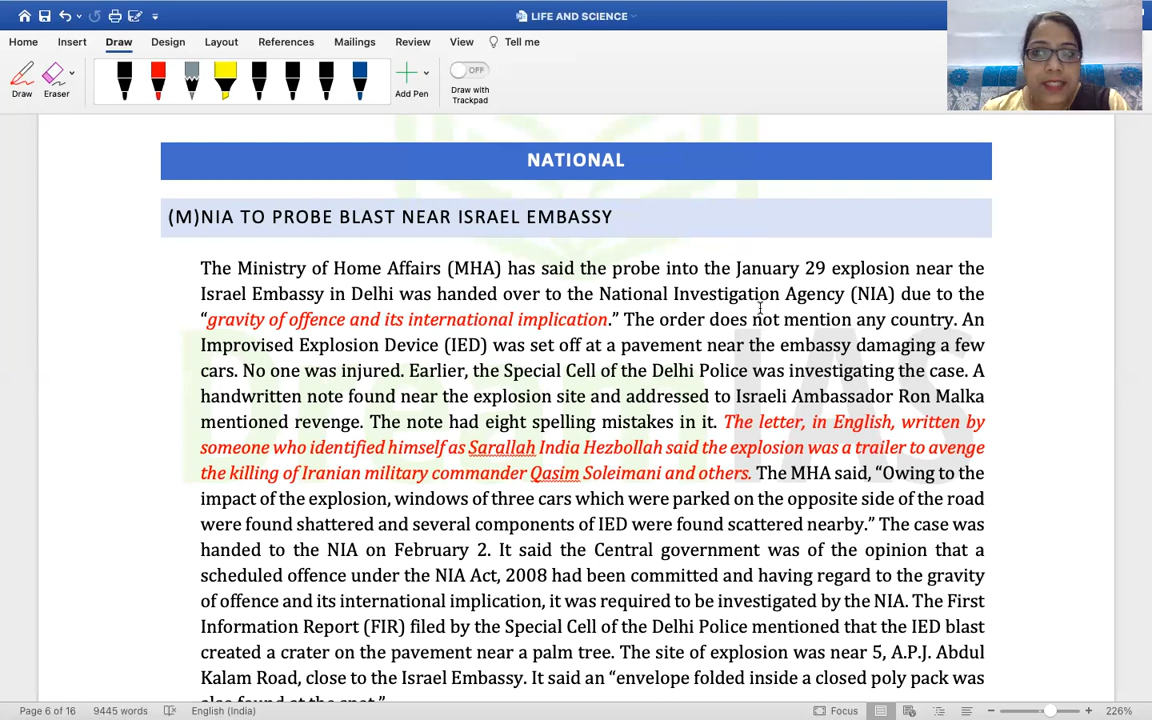 LIFE AND SCIENCE
Home Insert Draw Design Layout References Mailings Review View Tell me
OFF
Draw Eraser Add Pen Draw with Trackpad
NATIONAL
(M)NIA TO PROBE BLAST NEAR ISRAEL EMBASSY
The Ministry of Home Affairs (MHA) has said the probe into the January 29 explosion near the
Israel Embassy in Delhi was handed over to the National Investigation Agency (NIA) due to the
“gravity of offence and its international implication.” The order does not mention any country. An
Improvised Explosion Device (IED) was set off at a pavement near the embassy damaging a few
cars. No one was injured. Earlier, the Special Cell of the Delhi Police was investigating the case. A
handwritten note found near the explosion site and addressed to Israeli Ambassador Ron Malka
mentioned revenge. The note had eight spelling mistakes in it. The letter, in English, written by
someone who identified himself as Sarallah India Hezbollah said the explosion was a trailer to avenge
the killing of Iranian military commander Qasim Soleimani and others. The MHA said, “Owing to the
impact of the explosion, windows of three cars which were parked on the opposite side of the road
were found shattered and several components of IED were found scattered nearby.” The case was
handed to the NIA on February 2. It said the Central government was of the opinion that a
scheduled offence under the NIA Act, 2008 had been committed and having regard to the gravity
of offence and its international implication, it was required to be investigated by the NIA. The First
Information Report (FIR) filed by the Special Cell of the Delhi Police mentioned that the IED blast
created a crater on the pavement near a palm tree. The site of explosion was near 5, A.P.J. Abdul
Kalam Road, close to the Israel Embassy. It said an “envelope folded inside a closed poly pack was
also found at the spot.”
DreamIAS
Page 6 of 16 9445 words English (India) Focus 226%